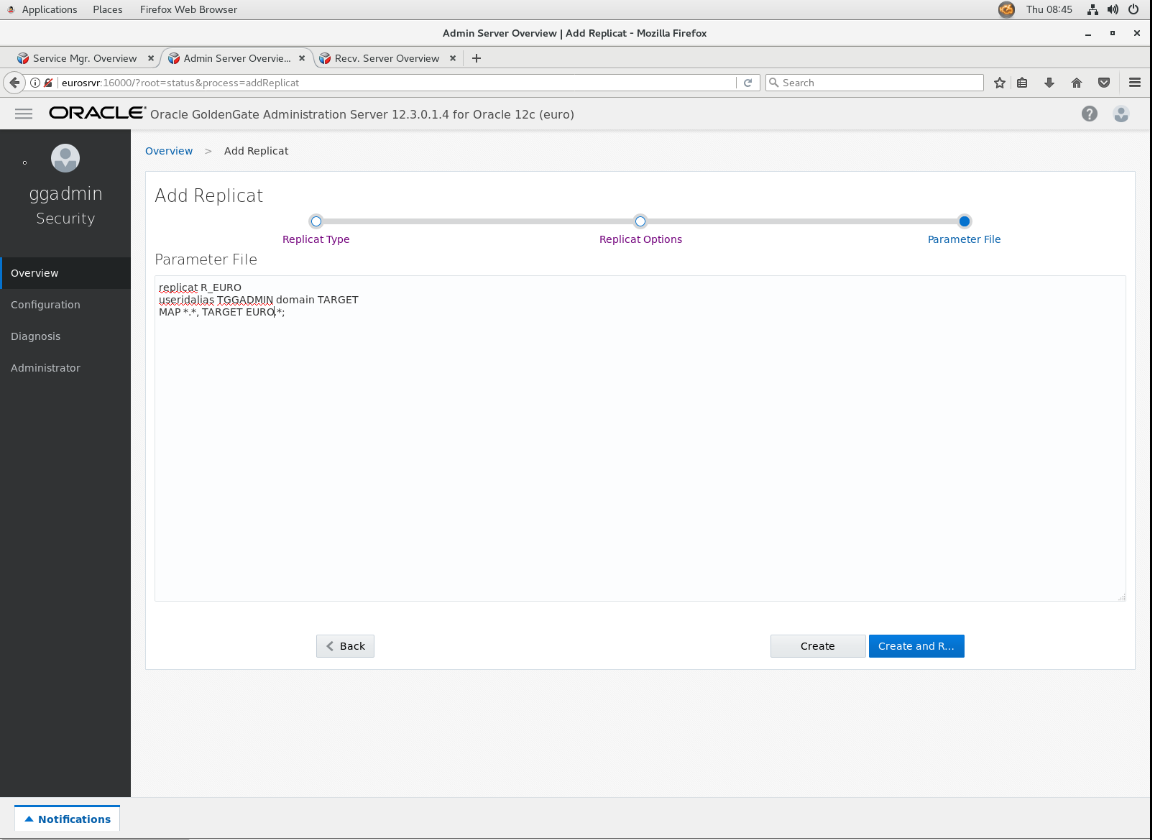 Applications Places Firefox Web Browser Thu 08:45
Admin Server Overview | Add Replicat - Mozilla Firefox
Service Mgr. Overview Admin Server Overvie... Recv. Server Overview
eurosrvr:16000/?root=status&process=addReplicat Search
ORACLE Oracle GoldenGate Administration Server 12.3.0.1.4 for Oracle 12c (euro)
Overview > Add Replicat
ggadmin
Security
Overview
Configuration
Diagnosis
Administrator
Add Replicat
Replicat Type Replicat Options Parameter File
Parameter File
replicat R_EURO
useridalias TGGADMIN domain TARGET
MAP *.*, TARGET EURO.*;
Back Create Create and R...
Notifications